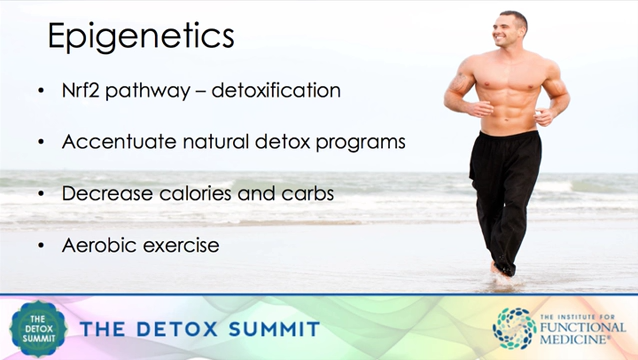 Epigenetics
• Nrf2 pathway – detoxification
• Accentuate natural detox programs
• Decrease calories and carbs
• Aerobic exercise
THE
DETOX
SUMMIT
THE DETOX SUMMIT
THE INSTITUTE FOR
FUNCTIONAL
MEDICINE®